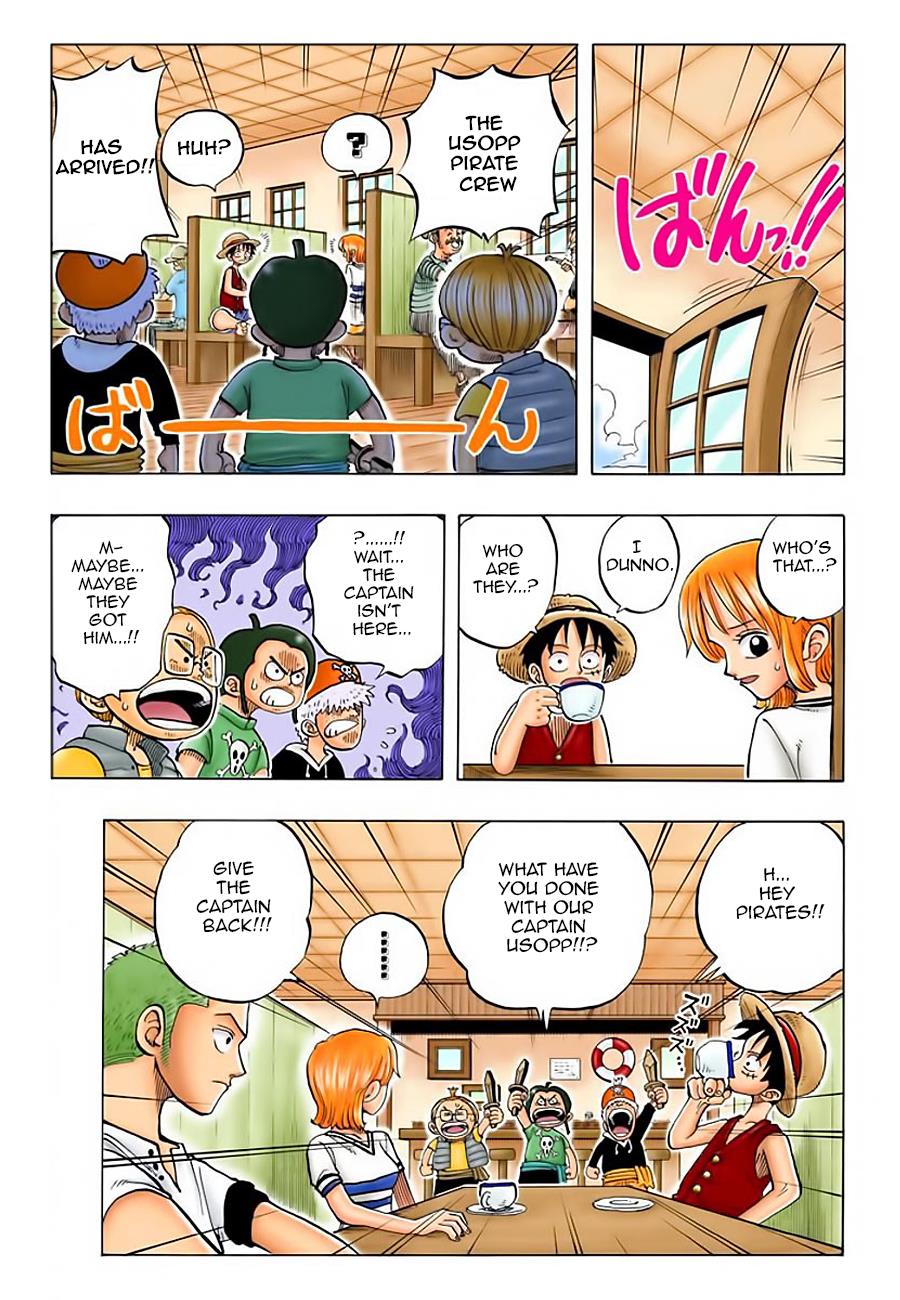 ばんっ!!
THE
USOPP
PIRATE
CREW
?
HUH?
HAS
ARRIVED!!
ば――ん
WHO'S
THAT...?
I
DUNNO.
WHO
ARE
THEY...?
?......!!
WAIT...
THE
CAPTAIN
ISN'T
HERE...
M-
MAYBE...
MAYBE
THEY
GOT
HIM...!!
H...
HEY
PIRATES!!
WHAT HAVE
YOU DONE
WITH OUR
CAPTAIN
USOPP!!?
ズズズ…
......
GIVE
THE
CAPTAIN
BACK!!!